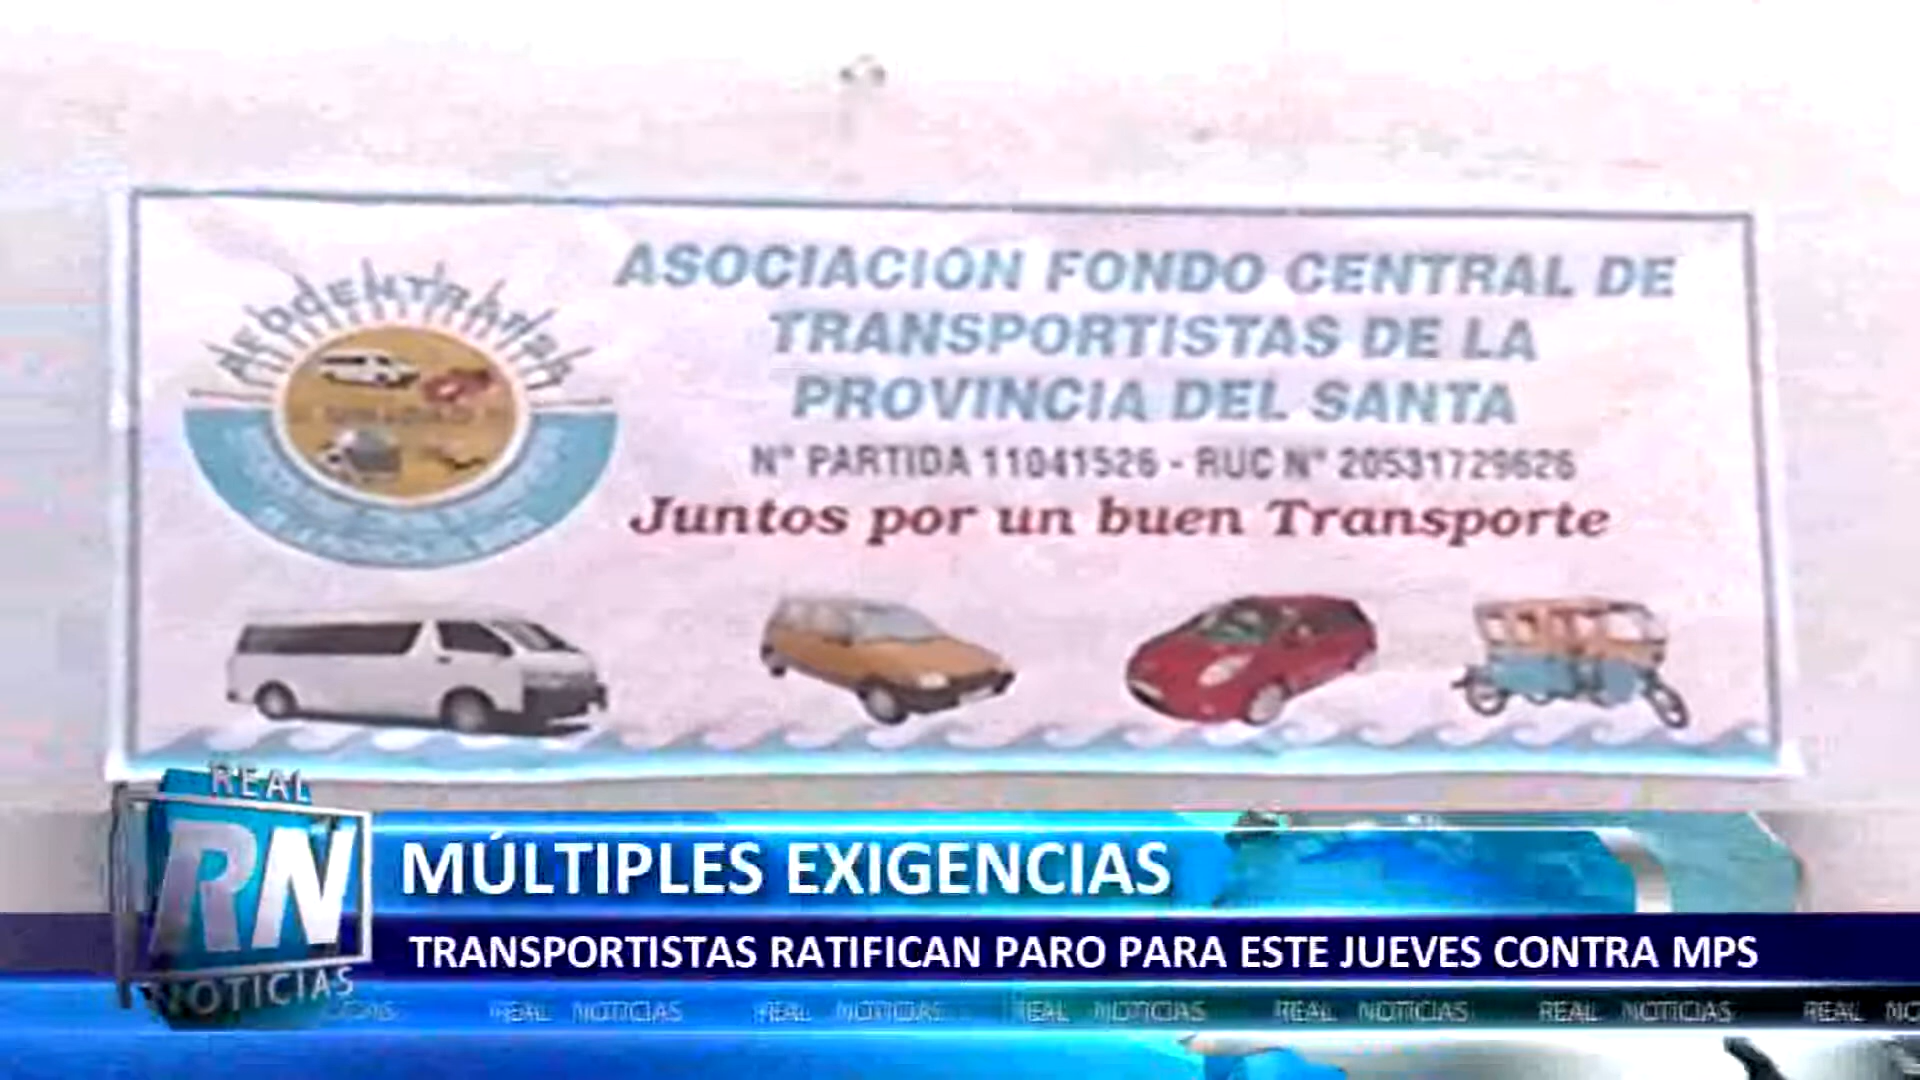 ASOCIACIÓN FONDO CENTRAL DE
TRANSPORTISTAS DE LA
PROVINCIA DEL SANTA
N° PARTIDA 11041526 - RUC N° 20531729626
Juntos por un buen Transporte
REAL
RN
NOTICIAS
MÚLTIPLES EXIGENCIAS
TRANSPORTISTAS RATIFICAN PARO PARA ESTE JUEVES CONTRA MPS
REAL NOTICIAS REAL NOTICIAS REAL NOTICIAS REAL NOTICIAS REAL NOTICIAS REAL